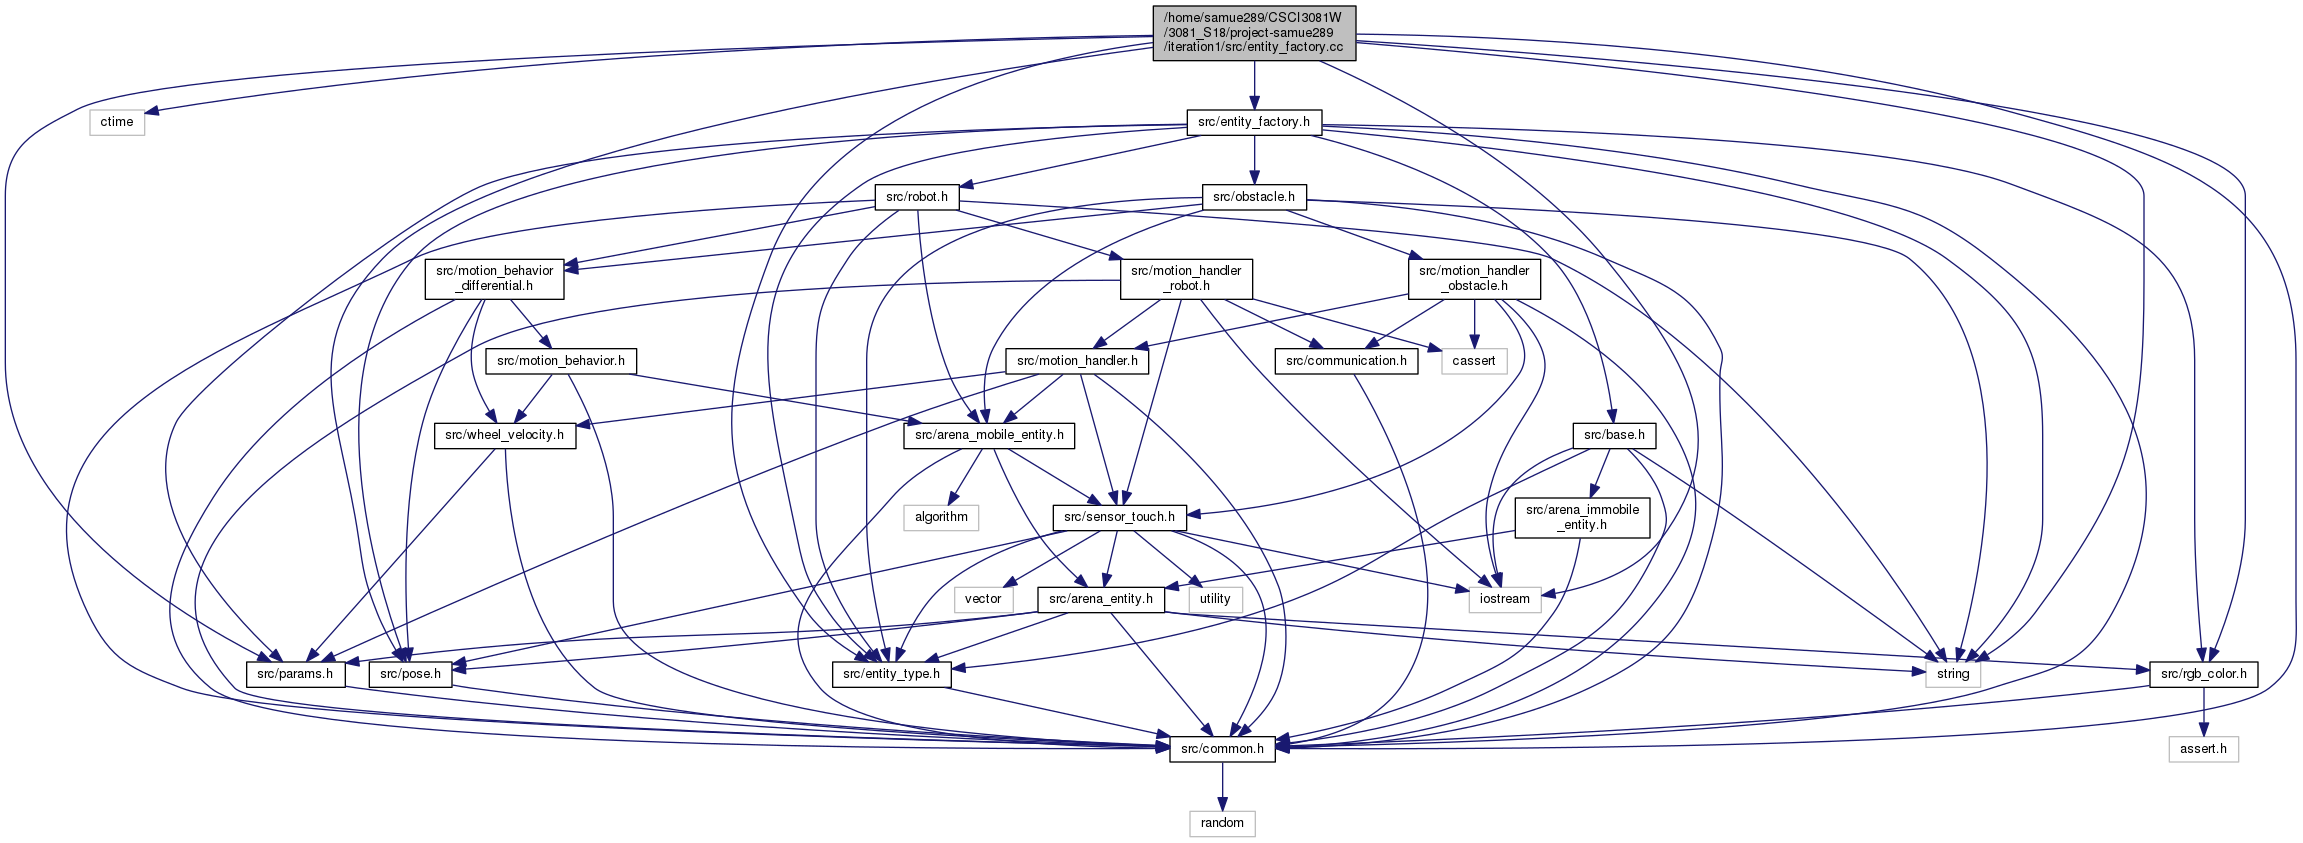 /home/samue289/CSCI3081W
/3081_S18/project-samue289
/iteration1/src/entity_factory.cc
ctime
src/entity_factory.h
src/robot.h
src/obstacle.h
src/motion_behavior
_differential.h
src/motion_handler
_robot.h
src/motion_handler
_obstacle.h
src/motion_behavior.h
src/motion_handler.h
src/communication.h
cassert
src/wheel_velocity.h
src/arena_mobile_entity.h
src/base.h
algorithm
src/sensor_touch.h
src/arena_immobile
_entity.h
vector
src/arena_entity.h
utility
iostream
src/params.h
src/pose.h
src/entity_type.h
string
src/rgb_color.h
src/common.h
assert.h
random